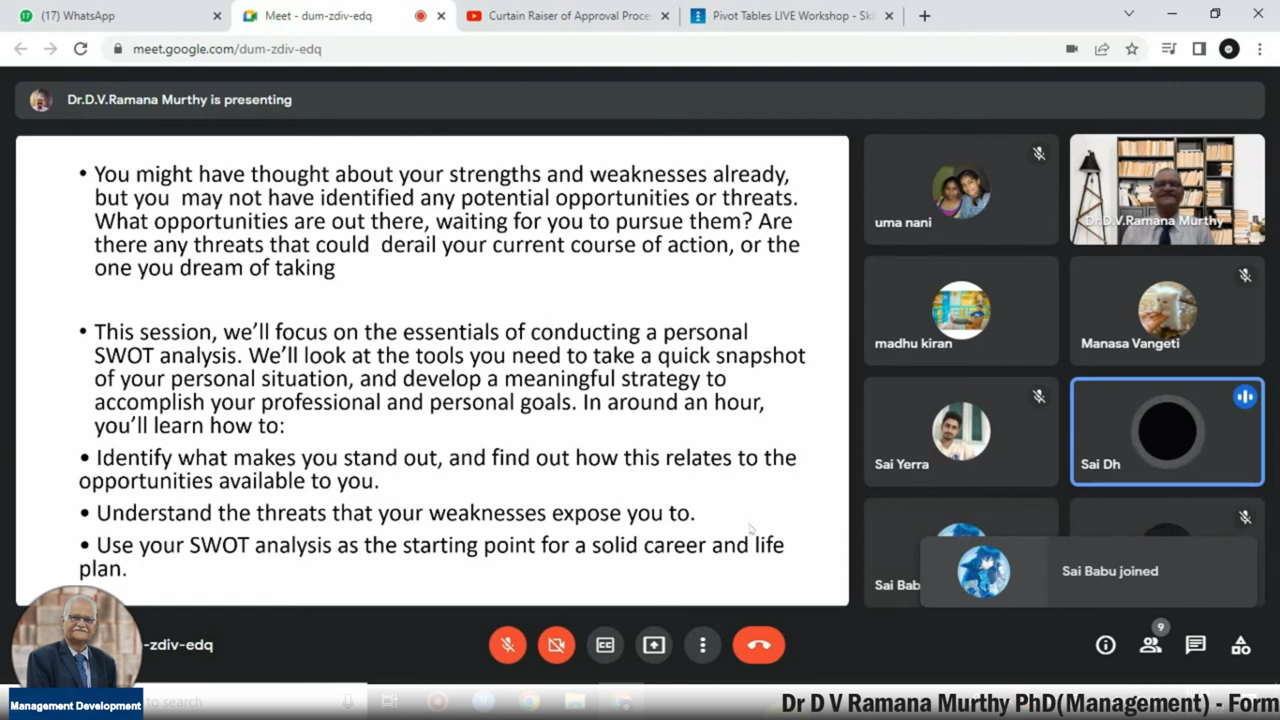 (17) WhatsApp
Meet - dum-zdiv-edq
Curtain Raiser of Approval Proce
Pivot Tables LIVE Workshop - Ski
meet.google.com/dum-zdiv-edq
Dr.D.V.Ramana Murthy is presenting
• You might have thought about your strengths and weaknesses already,
but you may not have identified any potential opportunities or threats.
What opportunities are out there, waiting for you to pursue them? Are
there any threats that could derail your current course of action, or the
one you dream of taking
• This session, we'll focus on the essentials of conducting a personal
SWOT analysis. We'll look at the tools you need to take a quick snapshot
of your personal situation, and develop a meaningful strategy to
accomplish your professional and personal goals. In around an hour,
you'll learn how to:
• Identify what makes you stand out, and find out how this relates to the
opportunities available to you.
• Understand the threats that your weaknesses expose you to.
• Use your SWOT analysis as the starting point for a solid career and life
plan.
uma nani
Dr.D.V.Ramana Murthy
madhu kiran
Manasa Vangeti
Sai Yerra
Sai Dh
Sai Bab
Sai Babu joined
-zdiv-edq
CC
9
to search
Management Development
Dr D V Ramana Murthy PhD(Management) - Form